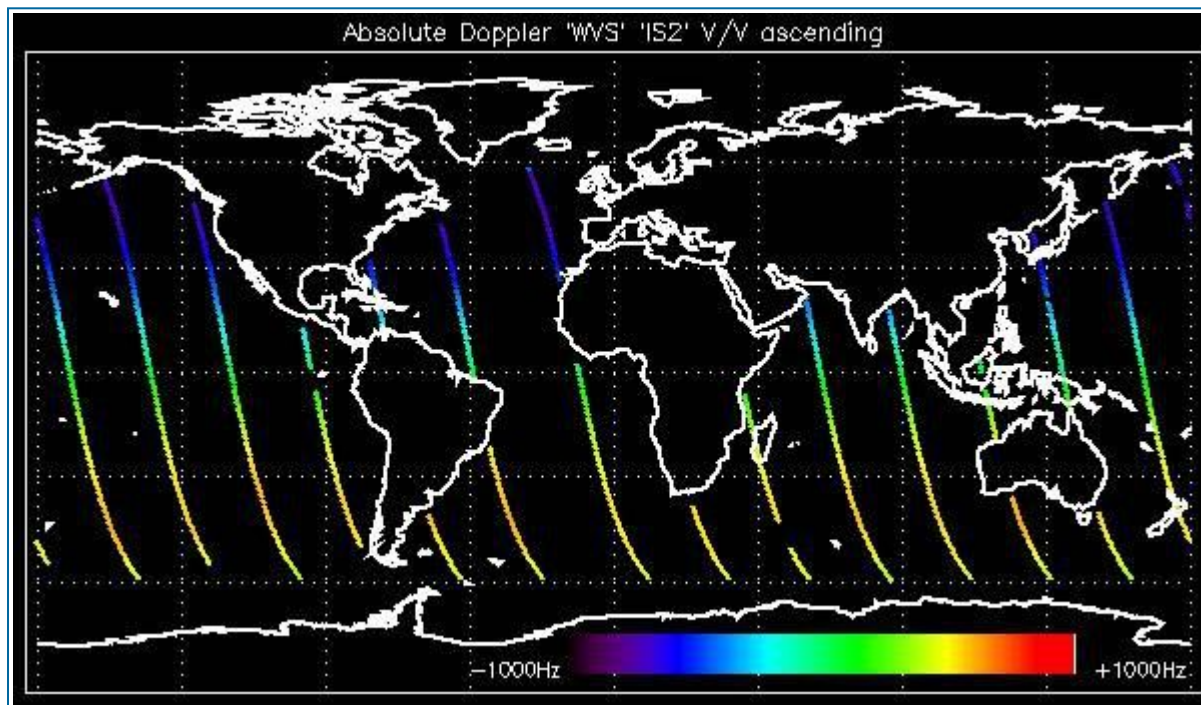 Absolute Doppler 'WVS' 'IS2' V/V ascending
-1000Hz +1000Hz